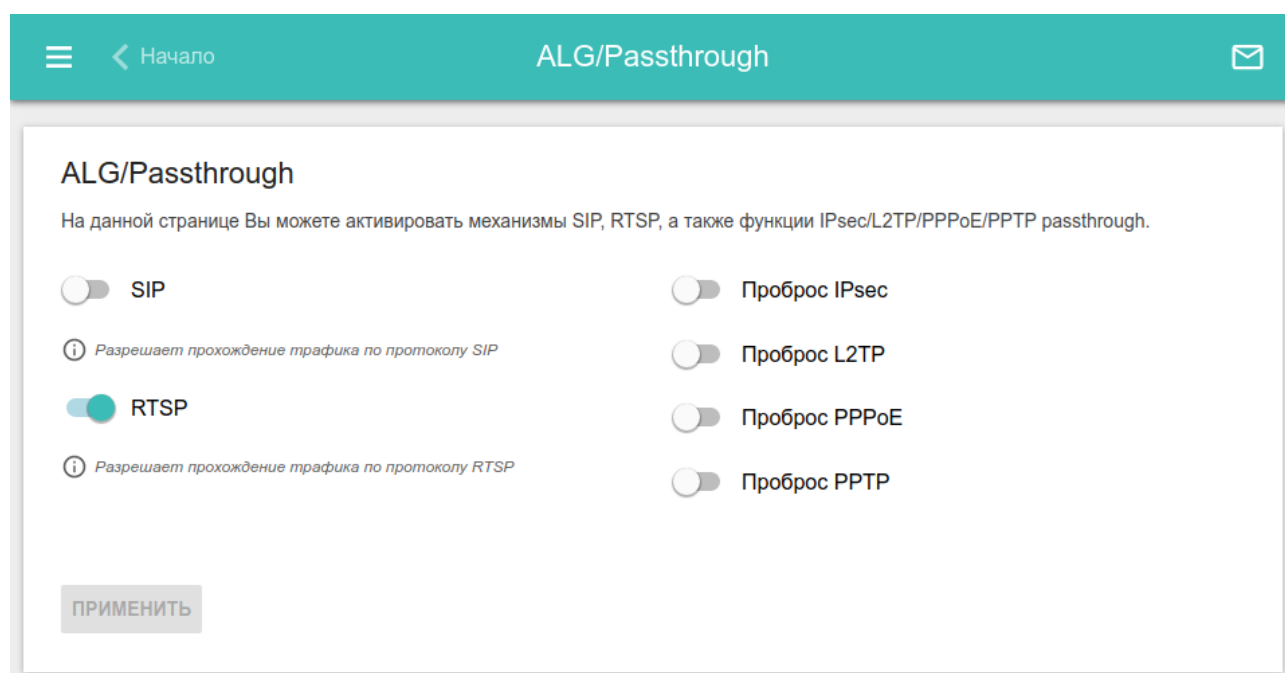 Начало
ALG/Passthrough
ALG/Passthrough
На данной странице Вы можете активировать механизмы SIP, RTSP, а также функции IPsec/L2TP/PPPoE/PPTP passthrough.
SIP
Разрешает прохождение трафика по протоколу SIP
RTSP
Разрешает прохождение трафика по протоколу RTSP
Проброс IPsec
Проброс L2TP
Проброс PPPoE
Проброс PPTP
ПРИМЕНИТЬ